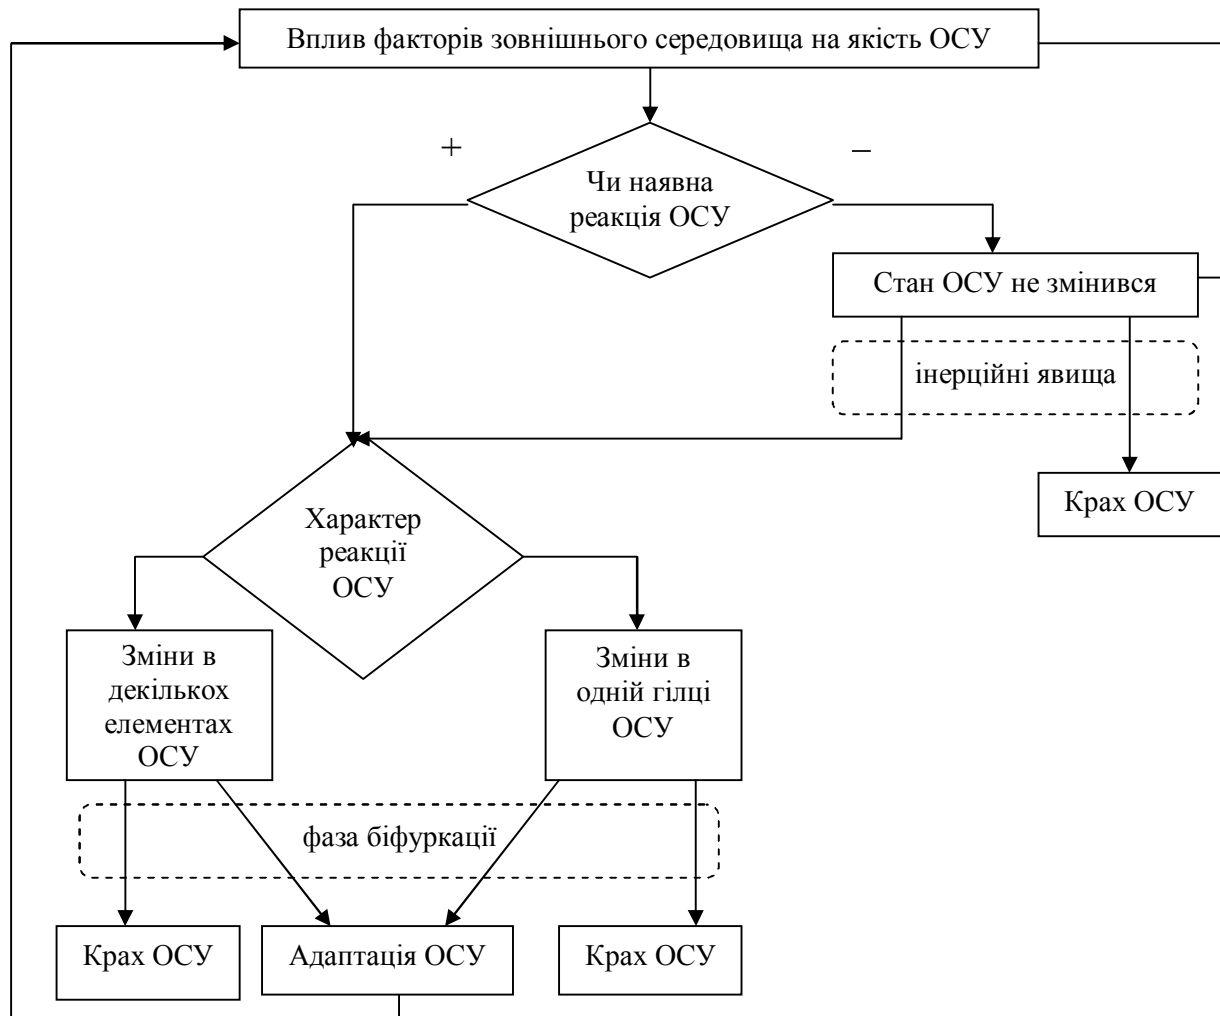 Вплив факторів зовнішнього середовища на якість ОСУ
+
–
Чи наявна
реакція ОСУ
Стан ОСУ не змінився
інерційні явища
Крах ОСУ
Характер
реакції
ОСУ
Зміни в
декількох
елементах
ОСУ
Зміни в
одній гілці
ОСУ
фаза біфуркації
Крах ОСУ
Адаптація ОСУ
Крах ОСУ